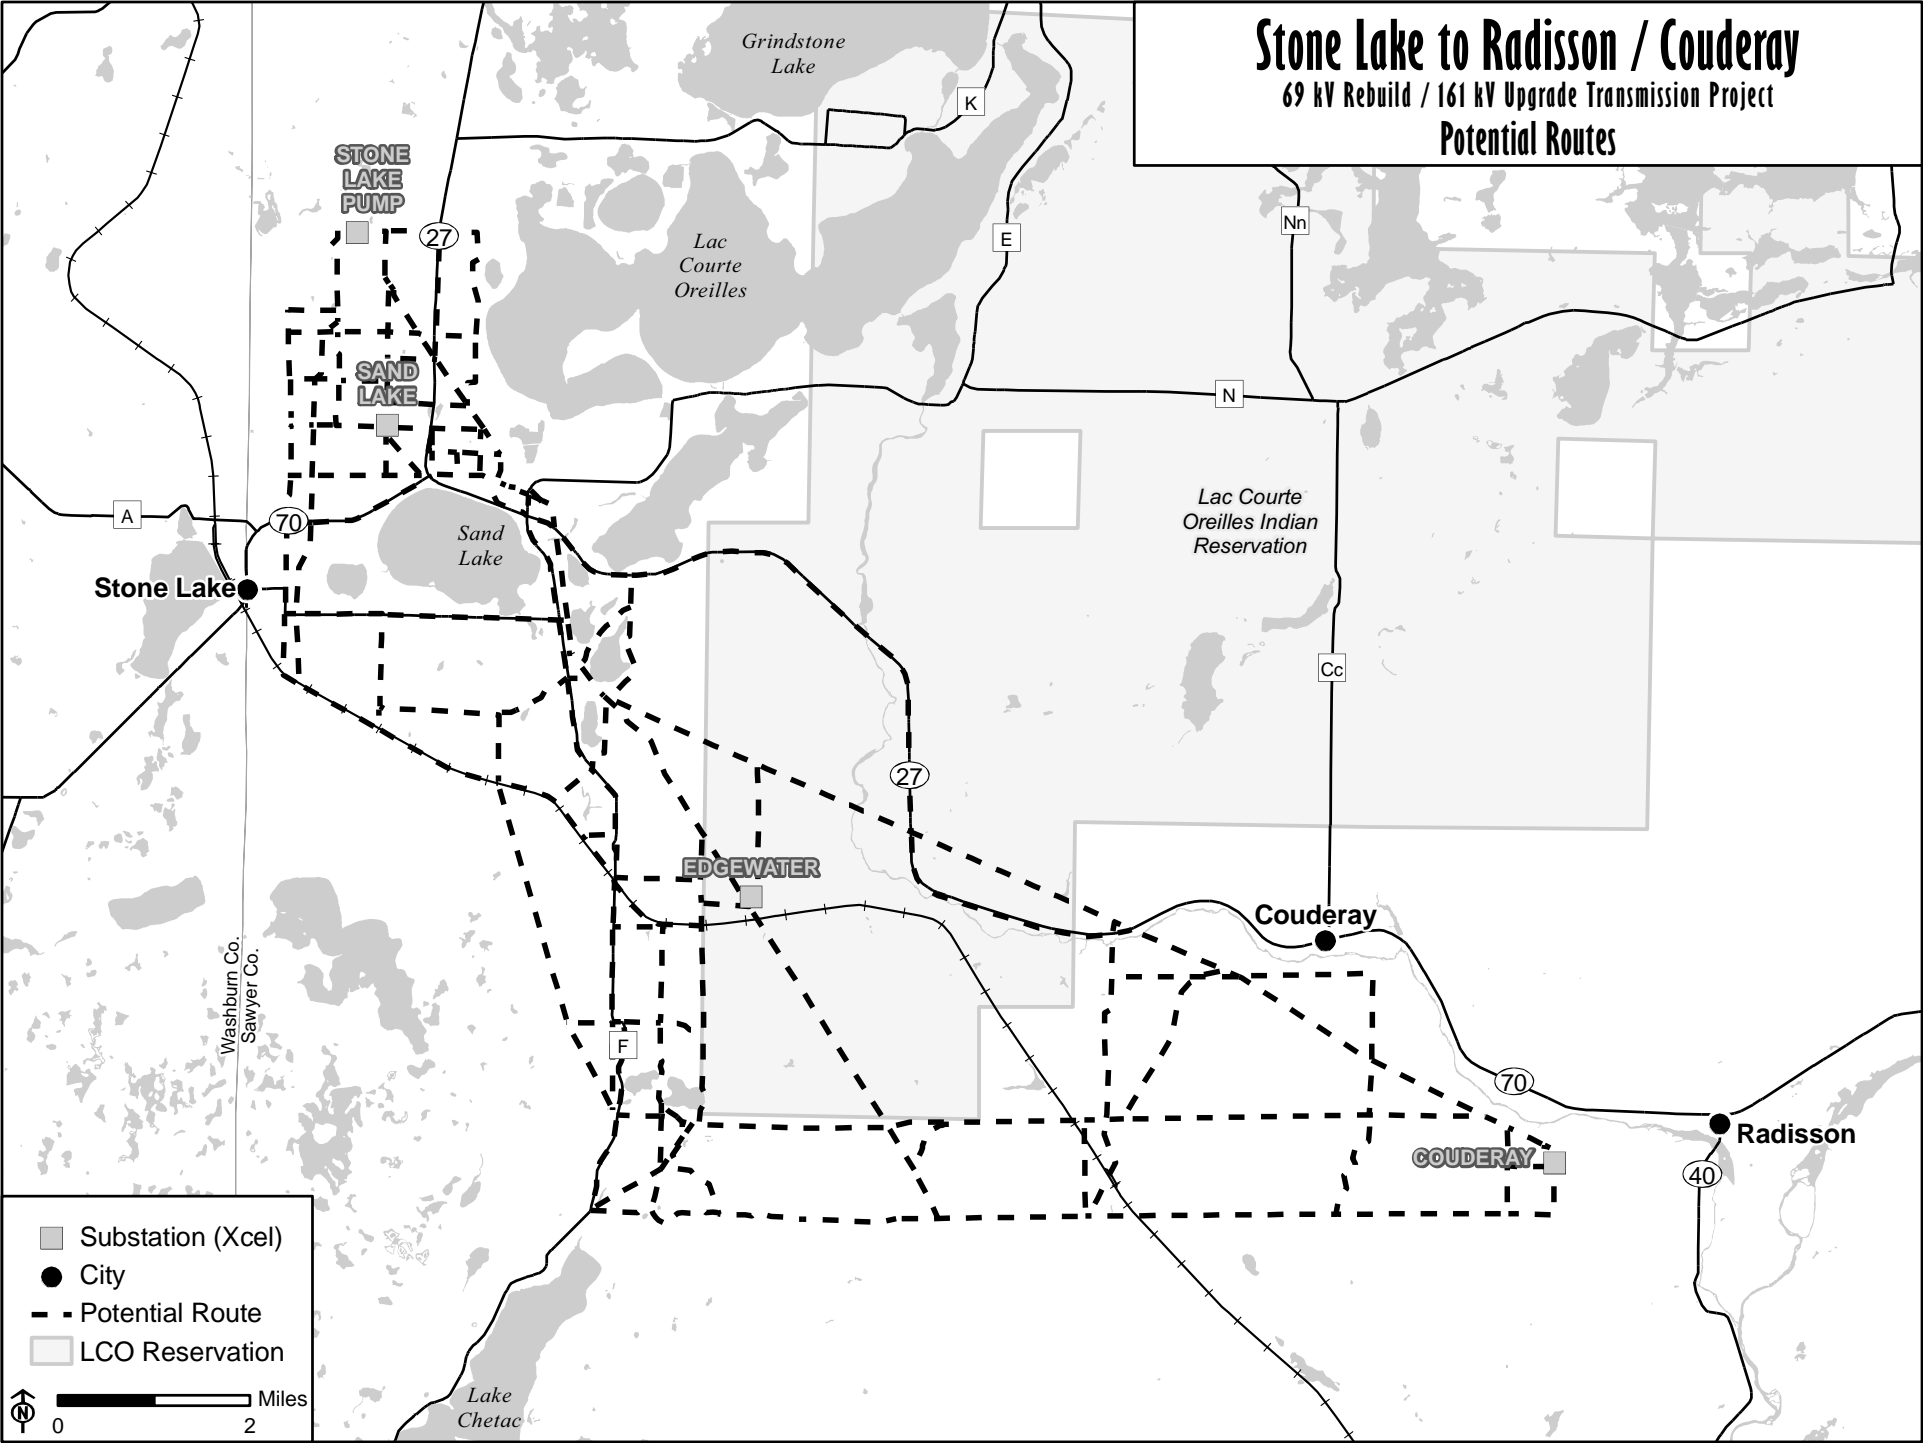 Stone Lake to Radisson / Couderay
69 kV Rebuild / 161 kV Upgrade Transmission Project
Potential Routes
Grindstone
Lake
K
STONE
LAKE
PUMP
27
Lac
Courte
Oreilles
E
Nn
SAND
LAKE
N
A
70
Sand
Lake
Lac Courte
Oreilles Indian
Reservation
Stone Lake
Cc
27
EDGEWATER
Couderay
Washburn Co.
Sawyer Co.
F
70
Radisson
COUDERAY
40
Substation (Xcel)
City
Potential Route
LCO Reservation
N
Miles
0
2
Lake
Chetac